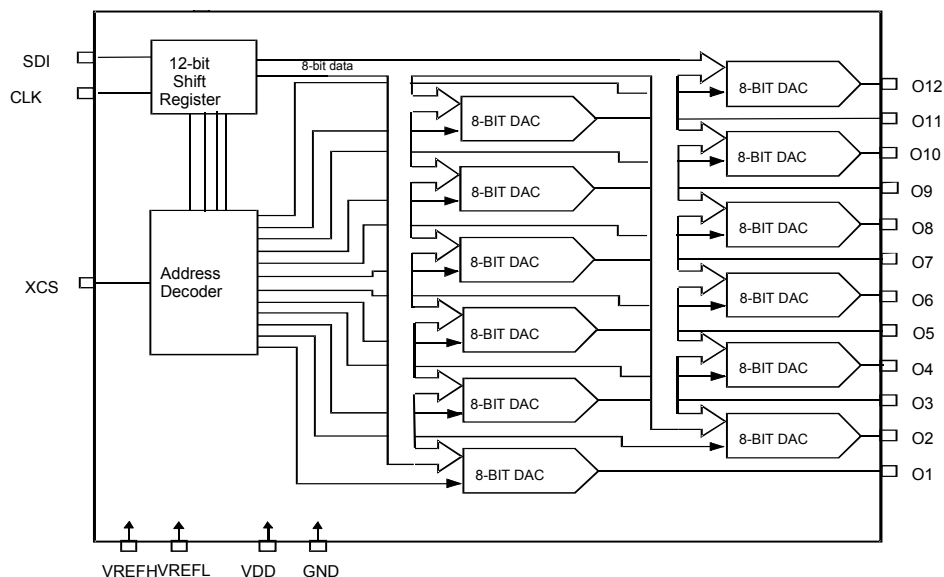 SDI
CLK
12-bit
Shift
Register
8-bit data
Address
Decoder
XCS
8-BIT DAC
8-BIT DAC
8-BIT DAC
8-BIT DAC
8-BIT DAC
8-BIT DAC
8-BIT DAC
8-BIT DAC
8-BIT DAC
8-BIT DAC
8-BIT DAC
8-BIT DAC
O12
O11
O10
O9
O8
O7
O6
O5
O4
O3
O2
O1
VREFH
VREFL
VDD
GND